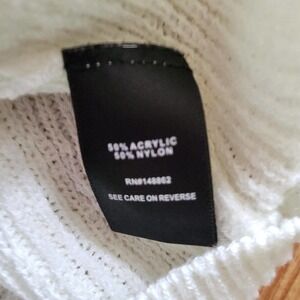 50% ACRYLIC
50% NYLON
RN#148862
SEE CARE ON REVERSE